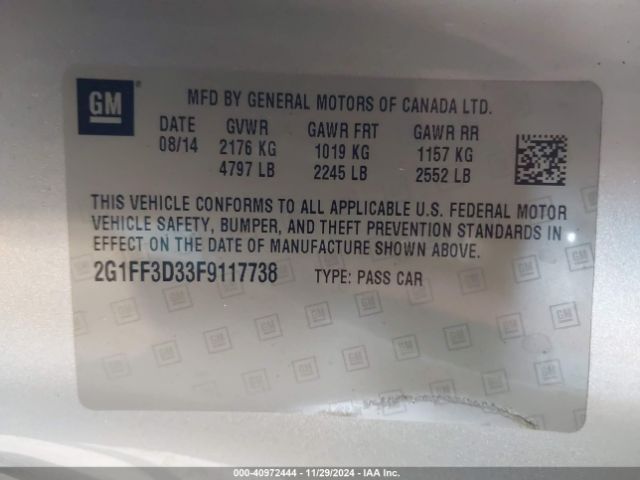 GM
MFD BY GENERAL MOTORS OF CANADA LTD.
DATE GVWR GAWR FRT GAWR RR
08/14 2176 KG 1019 KG 1157 KG
4797 LB 2245 LB 2552 LB
THIS VEHICLE CONFORMS TO ALL APPLICABLE U.S. FEDERAL MOTOR
VEHICLE SAFETY, BUMPER, AND THEFT PREVENTION STANDARDS IN
EFFECT ON THE DATE OF MANUFACTURE SHOWN ABOVE.
2G1FF3D33F9117738 TYPE: PASS CAR
000-40972444 - 11/29/2024 - IAA Inc.